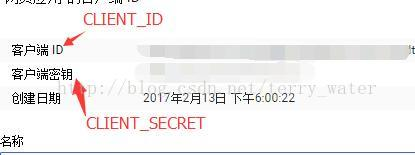 CLIENT_ID
客户端 ID
客户端密钥
http://blog.csdn.net/terry_water
创建日期
2017年2月13日 下午6:00:22
CLIENT_SECRET
名称